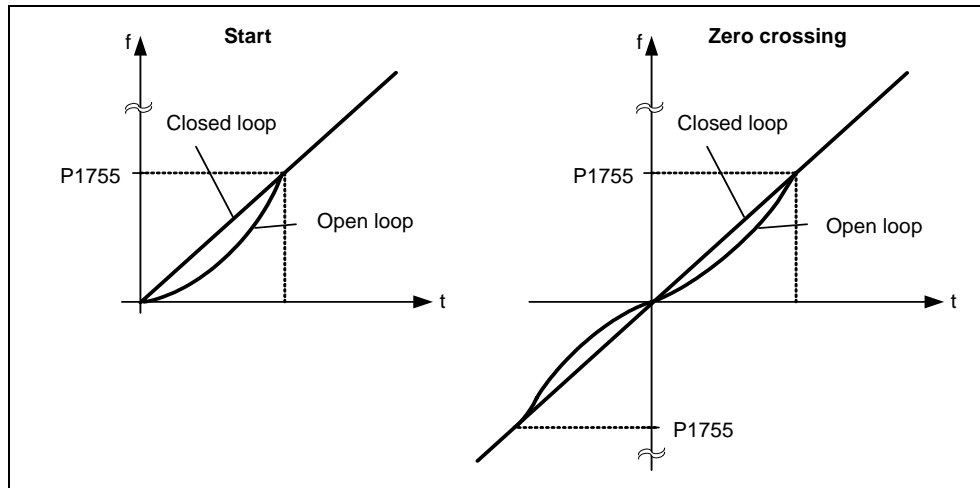 Start
f
Closed loop
P1755
Open loop
t
Zero crossing
f
Closed loop
P1755
Open loop
t
P1755